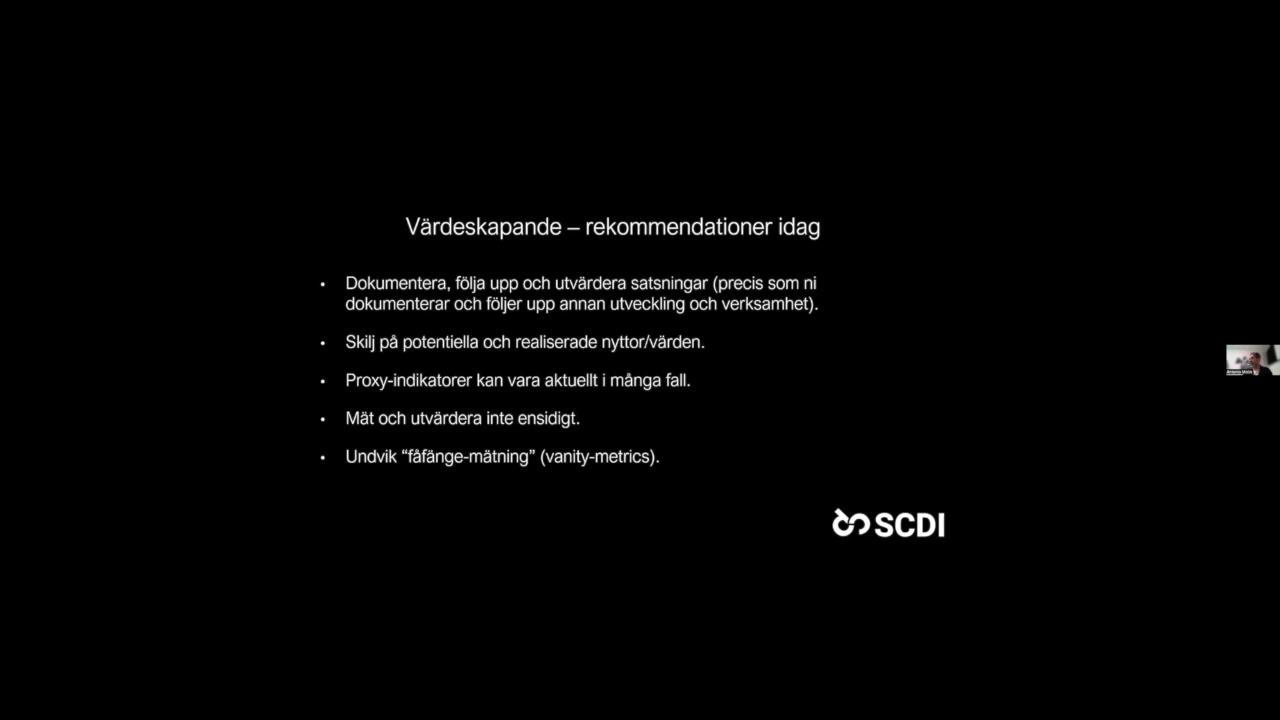 Värdeskapande – rekommendationer idag
• Dokumentera, följa upp och utvärdera satsningar (precis som ni
dokumenterar och följer upp annan utveckling och verksamhet).
• Skilj på potentiella och realiserade nyttor/värden.
• Proxy-indikatorer kan vara aktuellt i många fall.
• Mät och utvärdera inte ensidigt.
• Undvik “fåfänge-mätning” (vanity-metrics).
SCDI